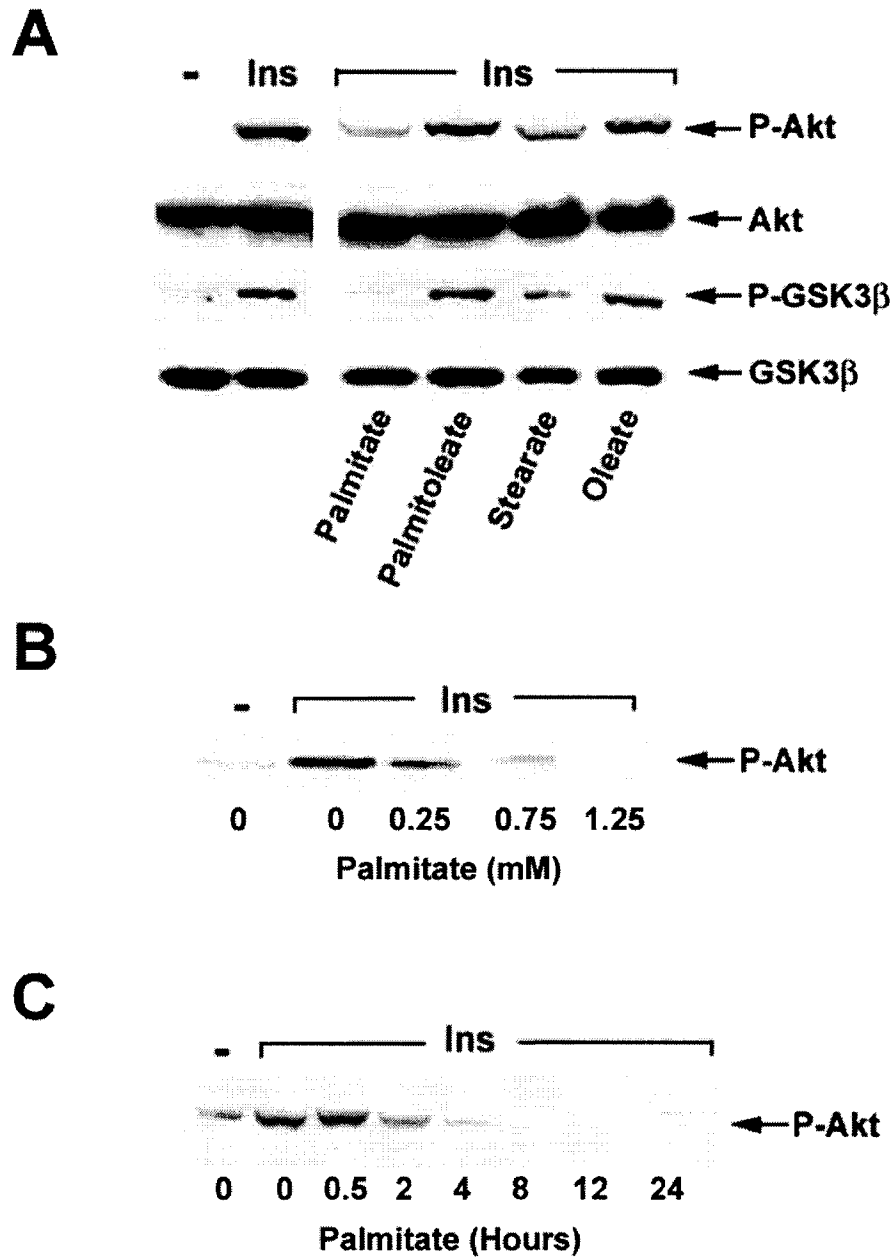 A
- Ins Ins
P-Akt
Akt
P-GSK3β
GSK3β
Palmitate Palmitoleate Stearate Oleate
B
- Ins
P-Akt
0 0 0.25 0.75 1.25
Palmitate (mM)
C
- Ins
P-Akt
0 0 0.5 2 4 8 12 24
Palmitate (Hours)